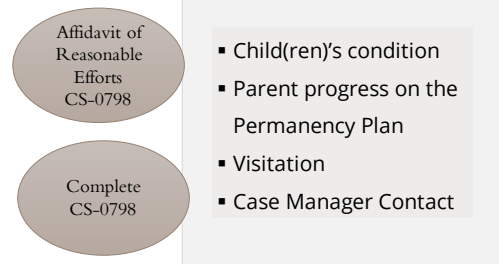 Affidavit of
Reasonable
Efforts
CS-0798
Complete
CS-0798
▪ Child(ren)’s condition
▪ Parent progress on the
Permanency Plan
▪ Visitation
▪ Case Manager Contact